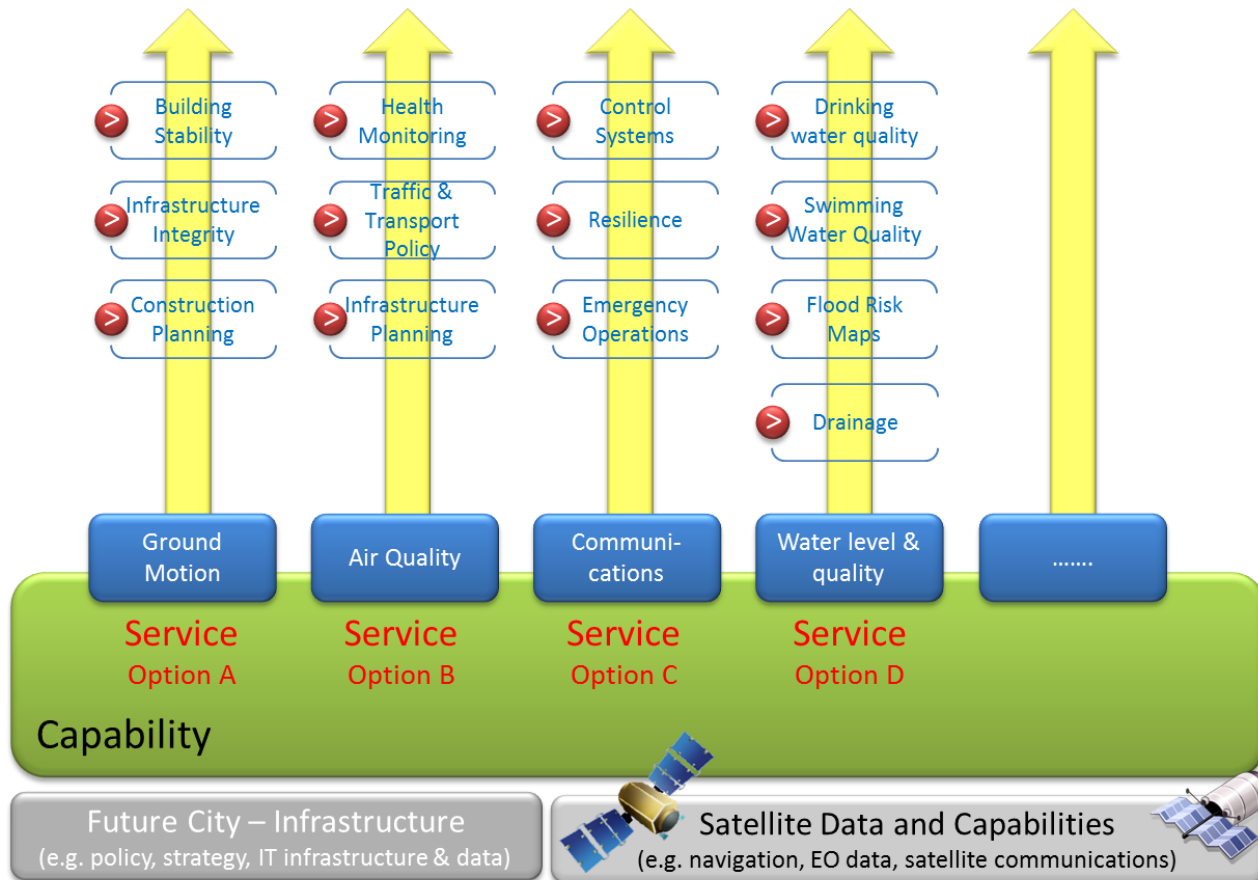 Building
Stability
Health
Monitoring
Control
Systems
Drinking
water quality
Infrastructure
Integrity
Traffic &
Transport
Policy
Resilience
Swimming
Water Quality
Construction
Planning
Infrastructure
Planning
Emergency
Operations
Flood Risk
Maps
Drainage
Ground
Motion
Air Quality
Communi-
cations
Water level &
quality
.......
Service
Option A
Service
Option B
Service
Option C
Service
Option D
Capability
Future City – Infrastructure
(e.g. policy, strategy, IT infrastructure & data)
Satellite Data and Capabilities
(e.g. navigation, EO data, satellite communications)